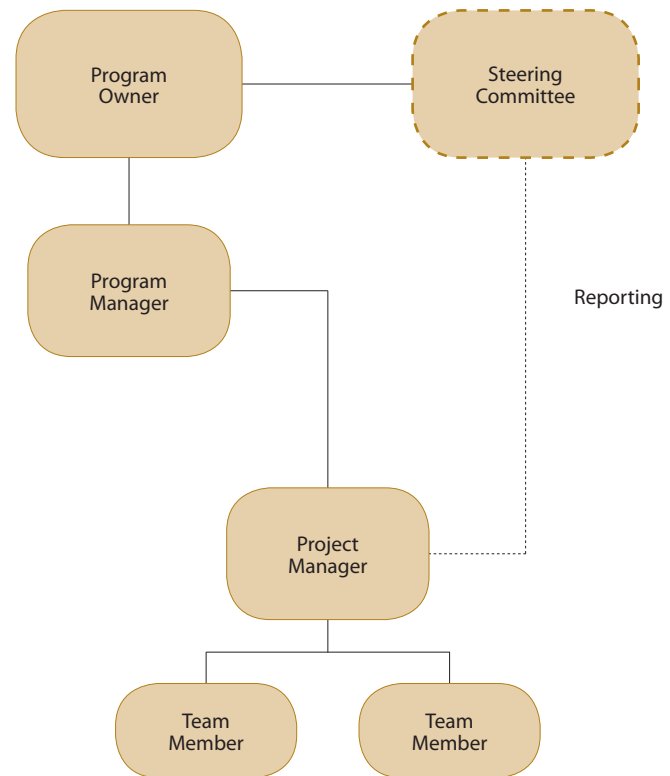 Program
Owner
Steering
Committee
Program
Manager
Reporting
Project
Manager
Team
Member
Team
Member